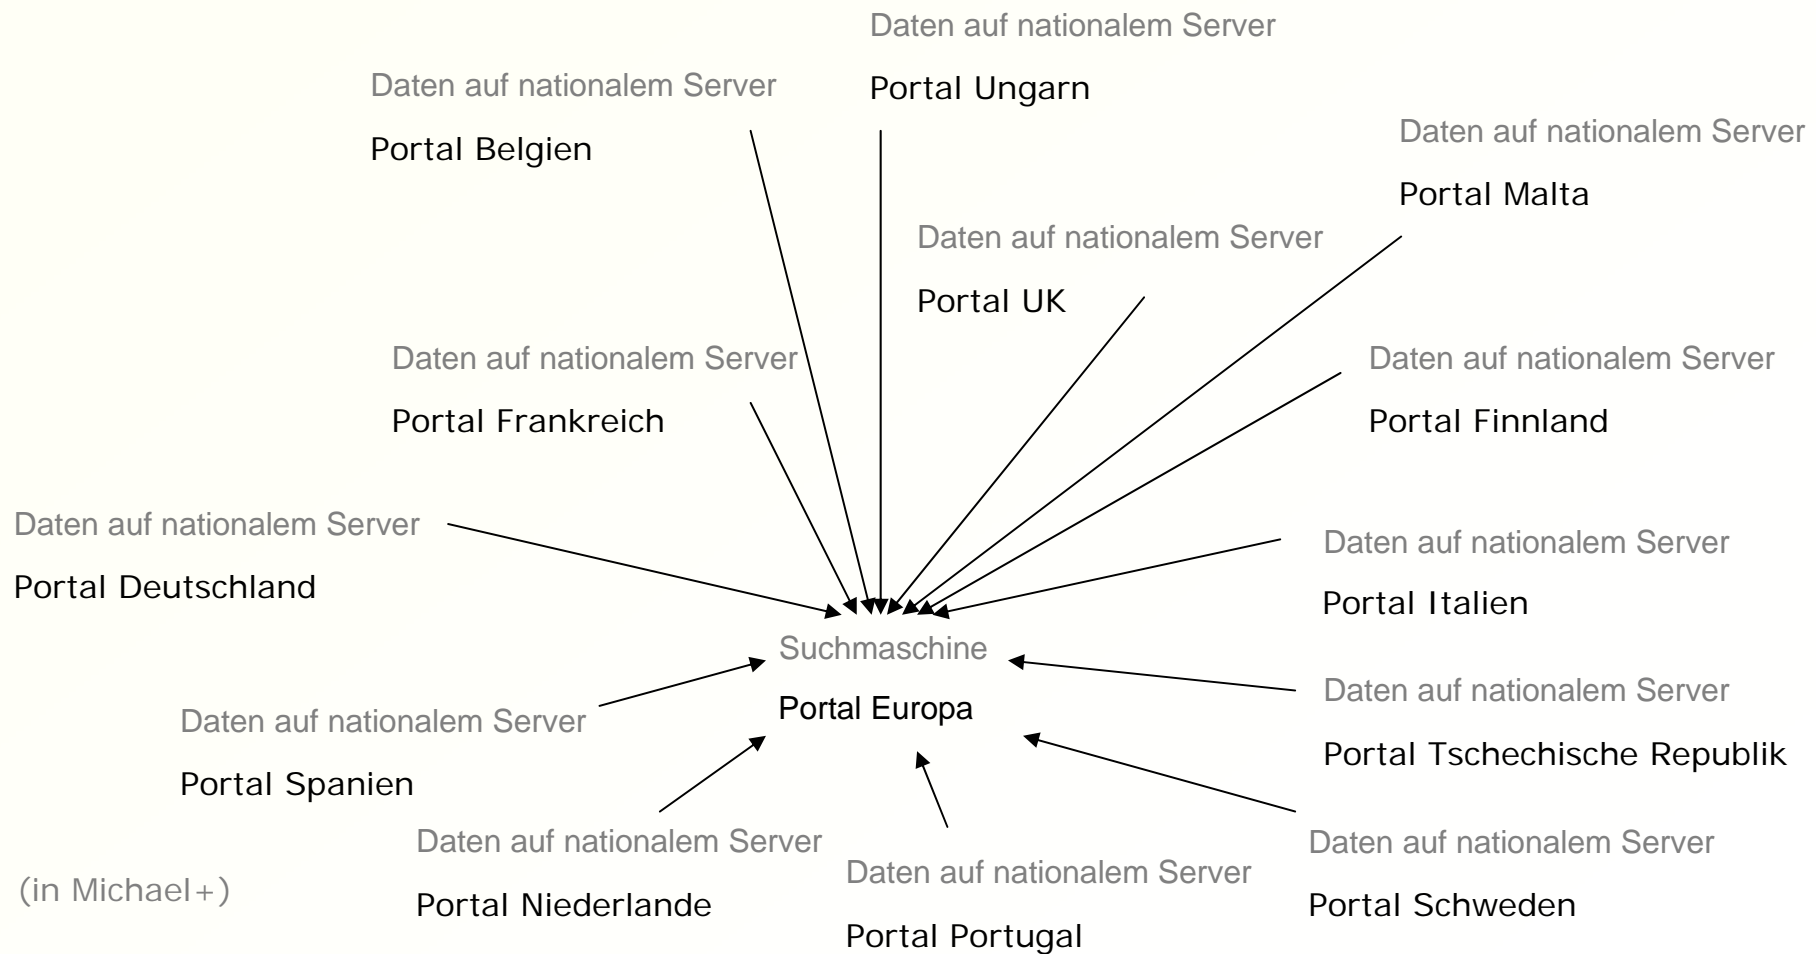 Daten auf nationalem Server
Portal Ungarn
Daten auf nationalem Server
Portal Belgien
Daten auf nationalem Server
Portal Malta
Daten auf nationalem Server
Portal UK
Daten auf nationalem Server
Portal Frankreich
Daten auf nationalem Server
Portal Finnland
Daten auf nationalem Server
Portal Deutschland
Daten auf nationalem Server
Portal Italien
Suchmaschine
Portal Europa
Daten auf nationalem Server
Portal Tschechische Republik
Daten auf nationalem Server
Portal Spanien
Daten auf nationalem Server
Portal Niederlande
Daten auf nationalem Server
Portal Portugal
Daten auf nationalem Server
Portal Schweden
(in Michael+)